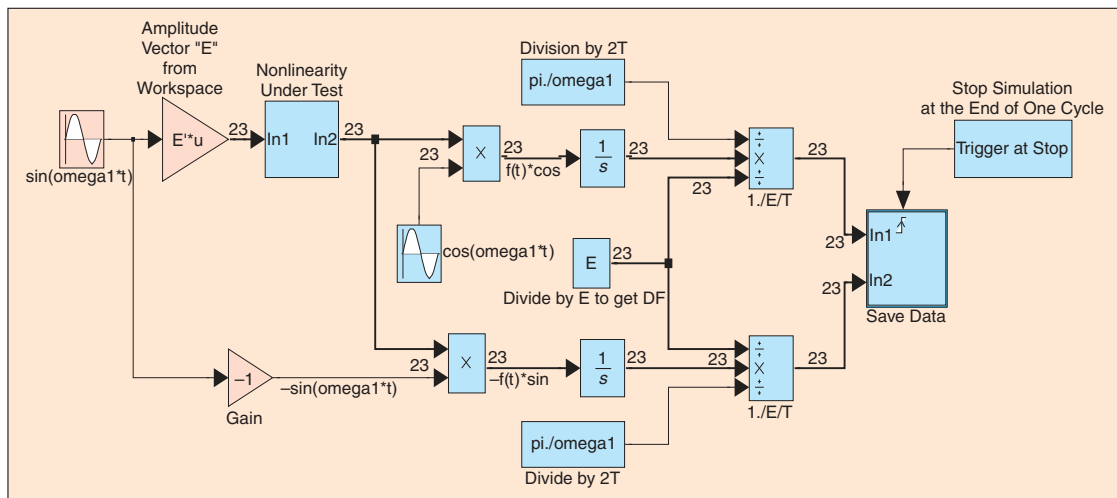 Amplitude
Vector "E"
from
Workspace
Nonlinearity
Under Test
Division by 2T
pi./omega1
Stop Simulation
at the End of One Cycle
Trigger at Stop
E'*u
23
In1
In2
23
sin(omega1*t)
23
×
23
f(t)*cos
1
s
23
÷
×
÷
23
1./E/T
23
cos(omega1*t)
E
23
Divide by E to get DF
23
In1
23
In2
Save Data
–1
Gain
–sin(omega1*t)
23
×
23
–f(t)*sin
1
s
23
23
÷
×
÷
23
1./E/T
pi./omega1
Divide by 2T